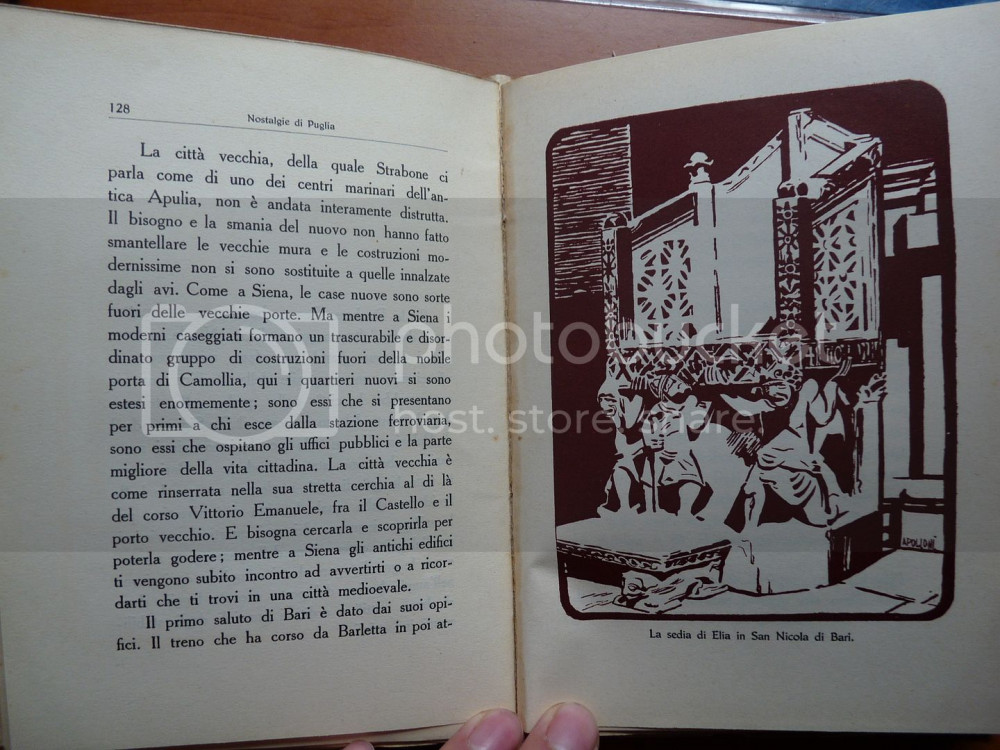 128
Nostalgie di Puglia
La città vecchia, della quale Strabone ci
parla come di uno dei centri marinari dell'an-
tica Apulia, non è andata interamente distrutta.
Il bisogno e la smania del nuovo non hanno fatto
smantellare le vecchie mura e le costruzioni mo-
dernissime non si sono sostituite a quelle innalzate
dagli avi. Come a Siena, le case nuove sono sorte
fuori delle vecchie porte. Ma mentre a Siena i
moderni caseggiati formano un trascurabile e disor-
dinato gruppo di costruzioni fuori della nobile
porta di Camollia, qui i quartieri nuovi si sono
estesi enormemente; sono essi che si presentano
per primi a chi esce dalla stazione ferroviaria,
sono essi che ospitano gli uffici pubblici e la parte
migliore della vita cittadina. La città vecchia è
come rinserrata nella sua stretta cerchia al di là
del corso Vittorio Emanuele, fra il Castello e il
porto vecchio. E bisogna cercarla e scoprirla per
poterla godere; mentre a Siena gli antichi edifici
ti vengono subito incontro ad avvertirti o a ricor-
darti che ti trovi in una città medioevale.
Il primo saluto di Bari è dato dai suoi opi-
fici. Il treno che ha corso da Barletta in poi at-
APOLLONI
La sedia di Elia in San Nicola di Bari.
photobucket
host. store. share